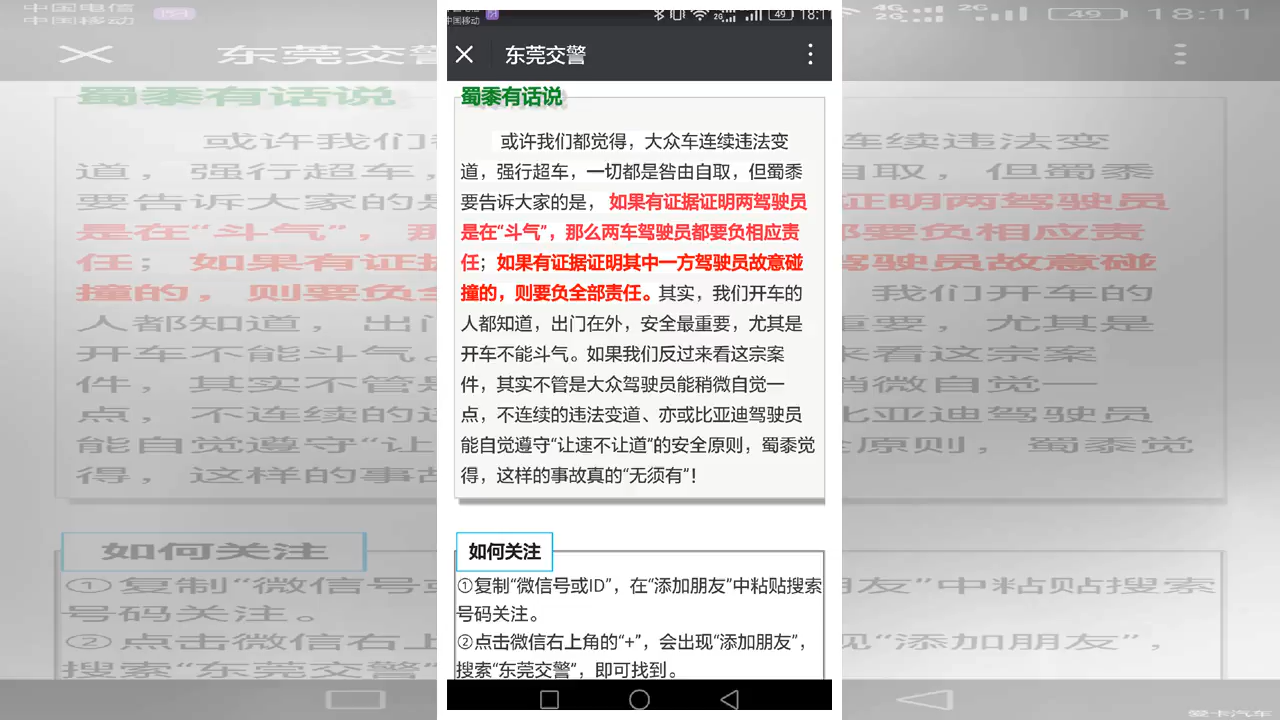 中国电信
中国移动
2G
49
18:11
东莞交警
蜀黍有话说
或许我们都觉得，大众车连续违法变
道，强行超车，一切都是咎由自取，但蜀黍
要告诉大家的是，如果有证据证明两驾驶员
是在“斗气”，那么两车驾驶员都要负相应责
任；如果有证据证明其中一方驾驶员故意碰
撞的，则要负全部责任。其实，我们开车的
人都知道，出门在外，安全最重要，尤其是
开车不能斗气。如果我们反过来看这宗案
件，其实不管是大众驾驶员能稍微自觉一
点，不连续的违法变道、亦或比亚迪驾驶员
能自觉遵守“让速不让道“的安全原则，蜀黍觉
得，这样的事故真的“无须有”！
如何关注
①复制“微信号或ID”，在“添加朋友”中粘贴搜索
号码关注。
②点击微信右上角的“+”，会出现“添加朋友”，
搜索“东莞交警”，即可找到。
爱卡汽车